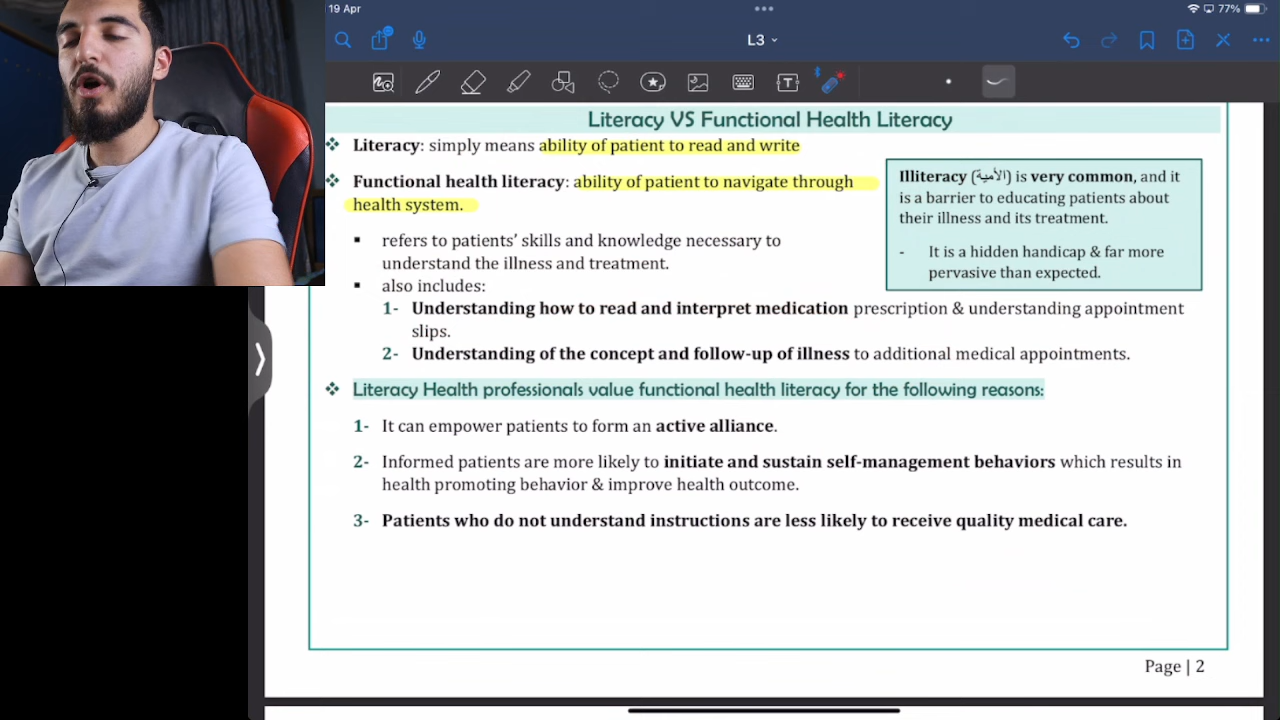 19 Apr
77%
L3
Literacy VS Functional Health Literacy
❖ Literacy: simply means ability of patient to read and write
❖ Functional health literacy: ability of patient to navigate through
health system.
▪ refers to patients’ skills and knowledge necessary to
understand the illness and treatment.
▪ also includes:
1- Understanding how to read and interpret medication prescription & understanding appointment
slips.
2- Understanding of the concept and follow-up of illness to additional medical appointments.
Illiteracy (الأمية) is very common, and it
is a barrier to educating patients about
their illness and its treatment.
- It is a hidden handicap & far more
pervasive than expected.
❖ Literacy Health professionals value functional health literacy for the following reasons:
1- It can empower patients to form an active alliance.
2- Informed patients are more likely to initiate and sustain self-management behaviors which results in
health promoting behavior & improve health outcome.
3- Patients who do not understand instructions are less likely to receive quality medical care.
Page | 2